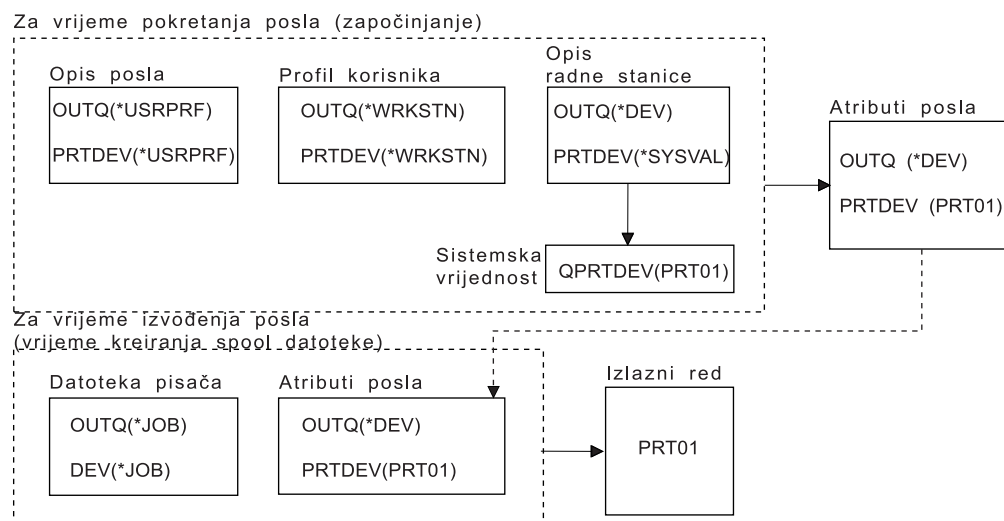 Za vrijeme pokretanja posla (započinjanje)
Opis posla
OUTQ(*USRPRF)
PRTDEV(*USRPRF)
Profil korisnika
OUTQ(*WRKSTN)
PRTDEV(*WRKSTN)
Opis
radne stanice
OUTQ(*DEV)
PRTDEV(*SYSVAL)
Sistemska
vrijednost
QPRTDEV(PRT01)
Atributi posla
OUTQ (*DEV)
PRTDEV (PRT01)
Za vrijeme izvođenja posla
(vrijeme kreiranja spool datoteke)
Datoteka pisača
OUTQ(*JOB)
DEV(*JOB)
Atributi posla
OUTQ(*DEV)
PRTDEV(PRT01)
Izlazni red
PRT01